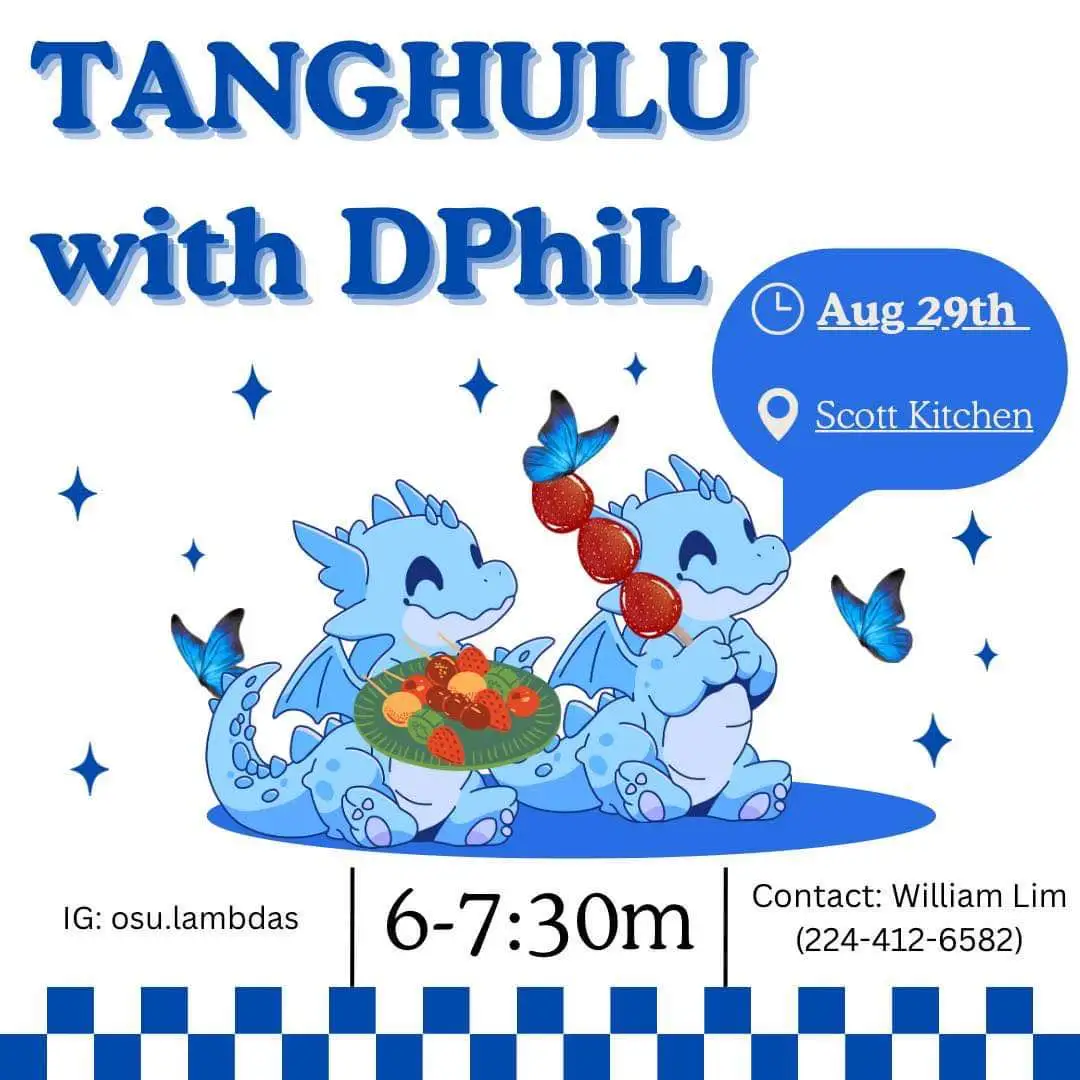 TANGHULU
with DPhiL
Aug 29th
Scott Kitchen
IG: osu.lambdas
6-7:30m
Contact: William Lim
(224-412-6582)